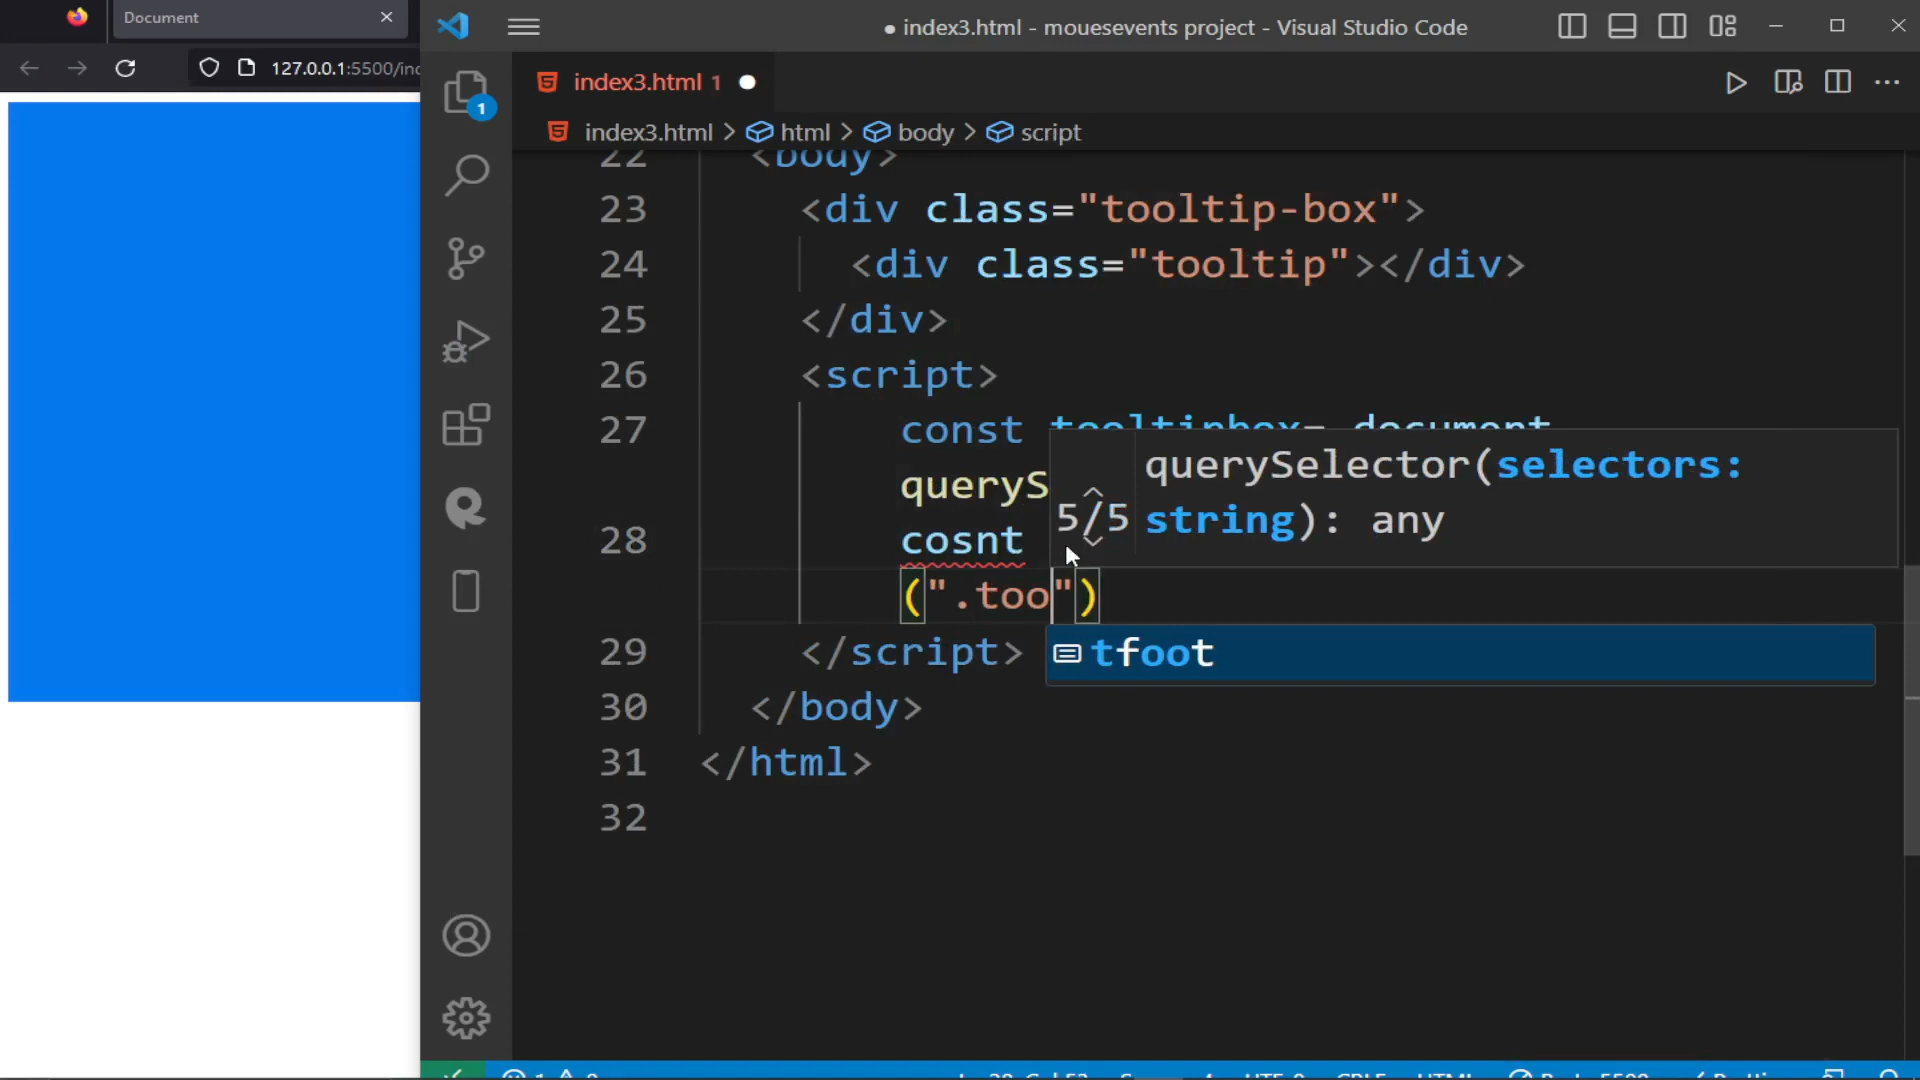 Document
127.0.0.1:5500/inc
● index3.html - mouesevents project - Visual Studio Code
1
index3.html 1
index3.html > html > body > script
22 <body>
23 <div class="tooltip-box">
24 <div class="tooltip"></div>
25 </div>
26 <script>
27 const tooltipbox= document
queryS
querySelector(selectors:
5/5 string): any
28 cosnt
(".too")
tfoot
29 </script>
30 </body>
31 </html>
32